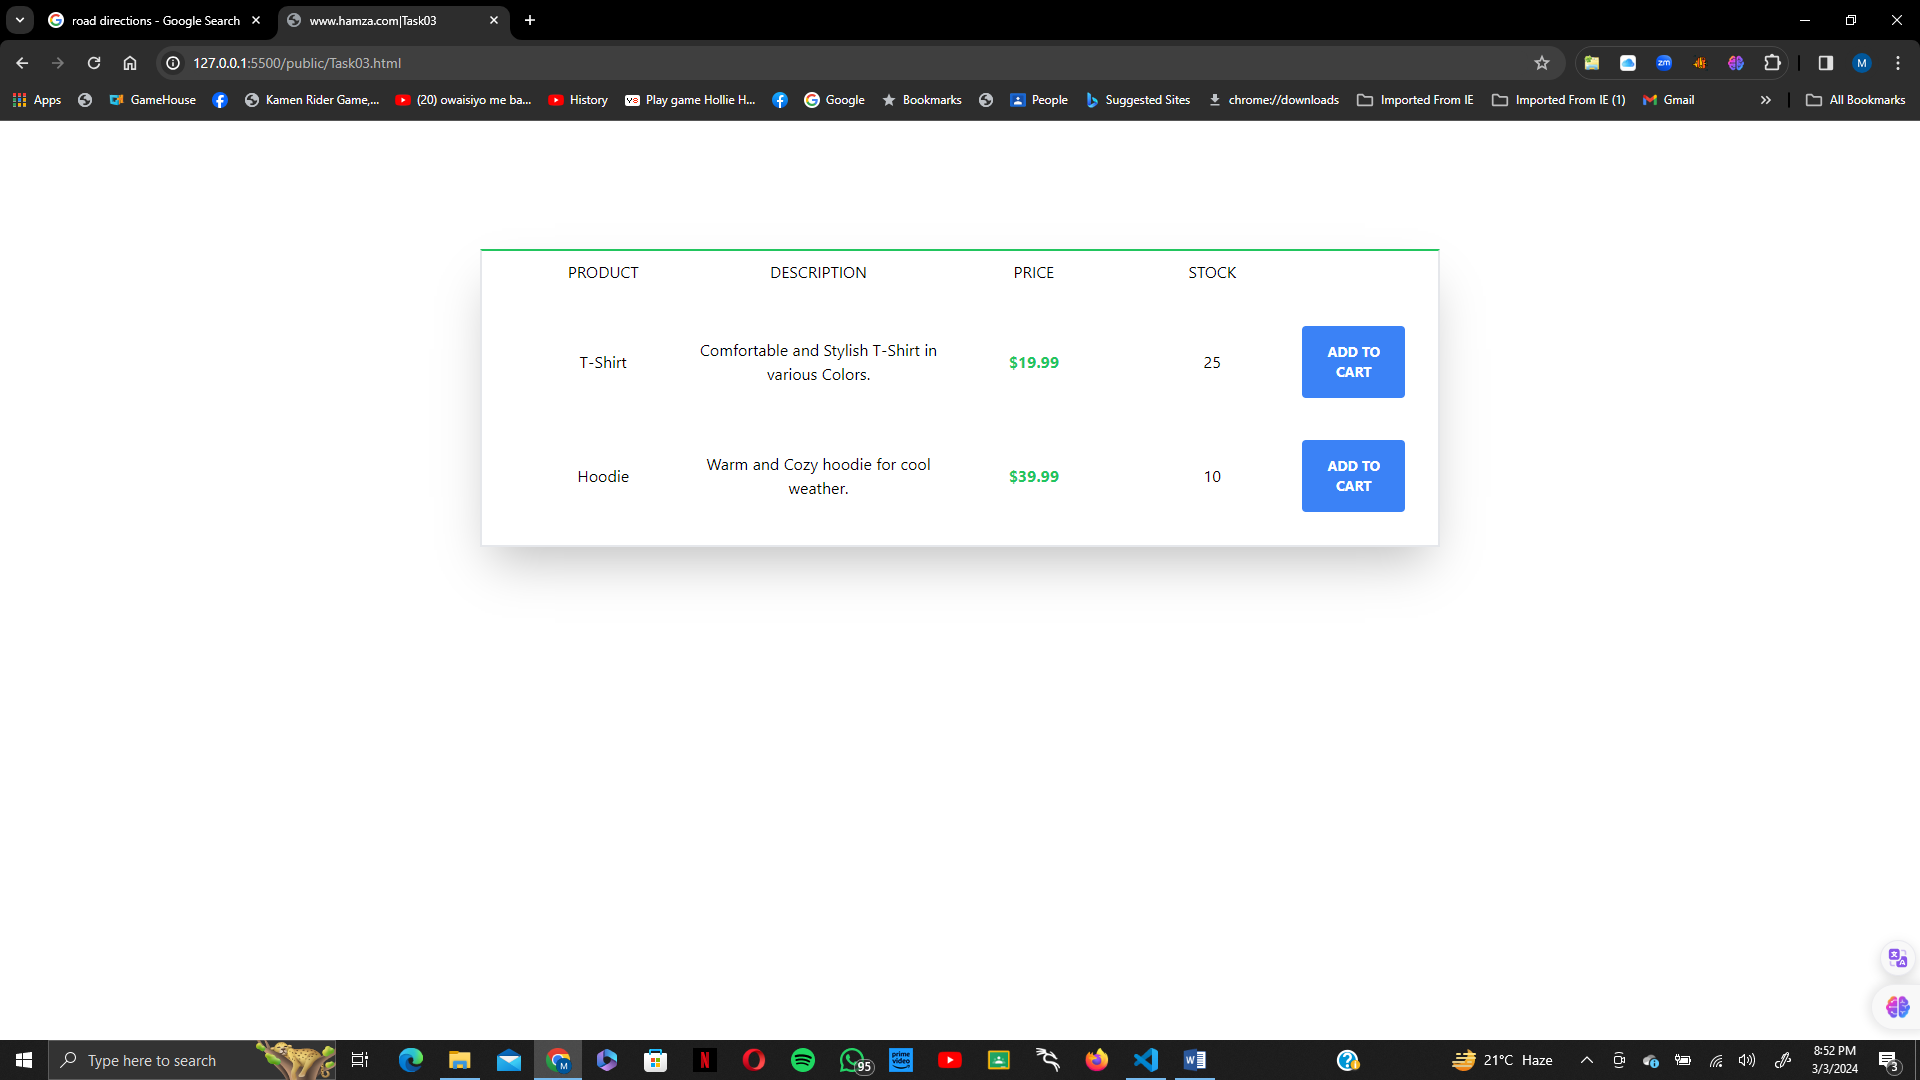 road directions - Google Search
www.hamza.com|Task03
127.0.0.1:5500/public/Task03.html
M
zm
Apps
GameHouse
Kamen Rider Game,...
(20) owaisiyo me ba...
History
Play game Hollie H...
Google
Bookmarks
People
Suggested Sites
chrome://downloads
Imported From IE
Imported From IE (1)
Gmail
All Bookmarks
PRODUCT DESCRIPTION PRICE STOCK
T-Shirt
Comfortable and Stylish T-Shirt in
various Colors.
$19.99
25
ADD TO
CART
Hoodie
Warm and Cozy hoodie for cool
weather.
$39.99
10
ADD TO
CART
Type here to search
95
prime video
21°C Haze
8:52 PM
3/3/2024
3